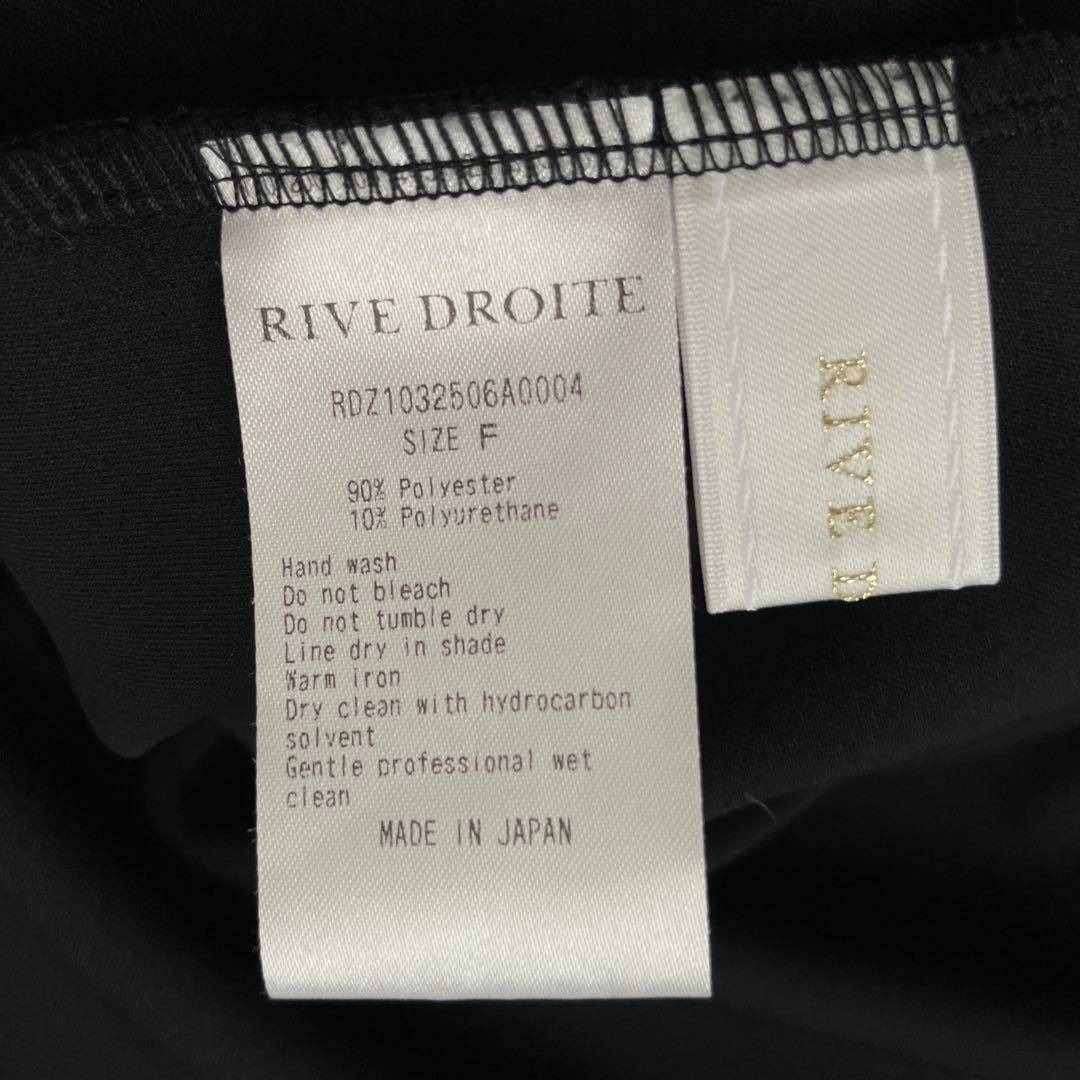 RIVE DROITE
RDZ1032506A0004
SIZE F
90% Polyester
10% Polyurethane
Hand wash
Do not bleach
Do not tumble dry
Line dry in shade
Warm iron
Dry clean with hydrocarbon
solvent
Gentle professional wet
clean
MADE IN JAPAN
RIVE D